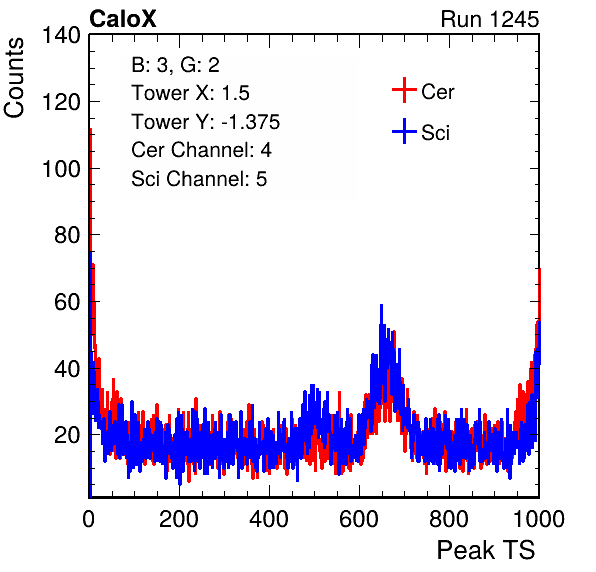 CaloX Run 1245
Counts
140
120
100
80
60
40
20
B: 3, G: 2
Tower X: 1.5
Tower Y: -1.375
Cer Channel: 4
Sci Channel: 5
Cer
Sci
0 200 400 600 800 1000
Peak TS